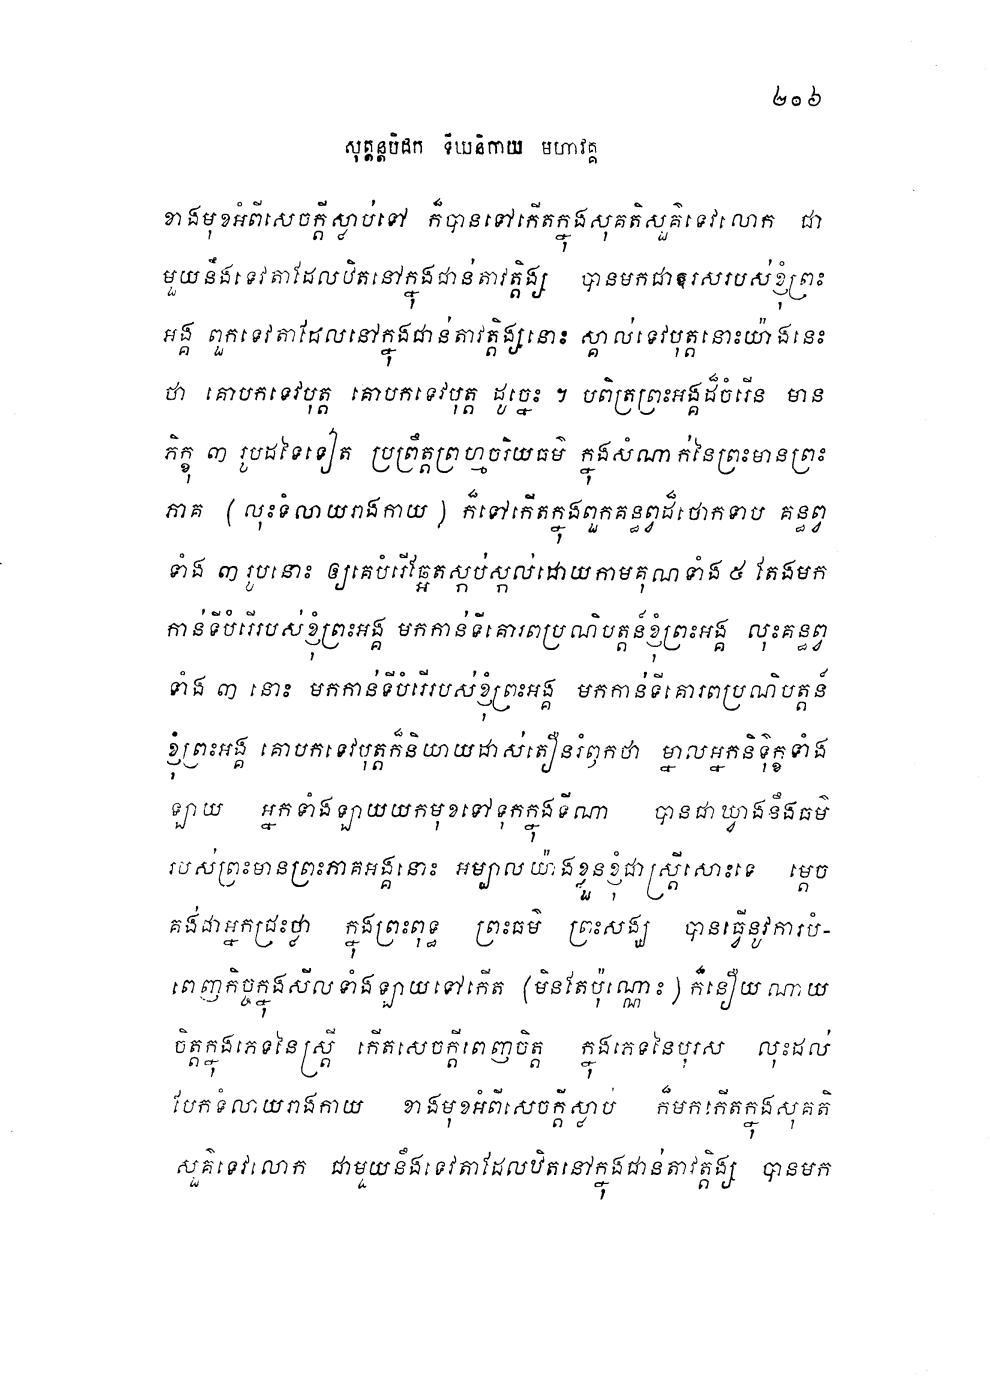 ២០៦
សុត្តន្តបិដក ទីឃនិកាយ មហាវគ្គ
ខាងមុខអំពីសេចក្តីស្លាប់ទៅ ក៏បានទៅកើតក្នុងសុគតិសួគ៌ទេវលោក ជា
មួយនឹងទេវតាដែលឋិតនៅក្នុងជាន់តាវត្តិង្ស បានមកជាឱរសរបស់ខ្ញុំព្រះ
អង្គ ពួកទេវតាដែលនៅក្នុងជាន់តាវត្តិង្សនោះ ស្គាល់ទេវបុត្តនោះយ៉ាងនេះ
ថា គោបកទេវបុត្ត គោបកទេវបុត្ត ដូច្នេះ ។ បពិត្រព្រះអង្គដ៏ចំរើន មាន
ភិក្ខុ ៣ រូបដទៃទៀត ប្រព្រឹត្តព្រហ្មចរិយធម៌ ក្នុងសំណាក់នៃព្រះមានព្រះ
ភាគ (លុះទំលាយរាងកាយ) ក៏ទៅកើតក្នុងពួកគន្ធព្វដ៏ថោកទាប គន្ធព្វ
ទាំង ៣ រូបនោះ ឲ្យគេបំរើឆ្អែតស្កប់ស្កល់ដោយកាមគុណទាំង ៥ តែងមក
កាន់ទីបំរើរបស់ខ្ញុំព្រះអង្គ មកកាន់ទីគោរពប្រណិបត្តន៍ខ្ញុំព្រះអង្គ លុះគន្ធព្វ
ទាំង ៣ នោះ មកកាន់ទីបំរើរបស់ខ្ញុំព្រះអង្គ មកកាន់ទីគោរពប្រណិបត្តន៍
ខ្ញុំព្រះអង្គ គោបកទេវបុត្តក៏និយាយដាស់តឿនរំឭកថា ម្នាលអ្នកនិទ៌ុក្ខទាំង
ឡាយ អ្នកទាំងឡាយយកមុខទៅទុកក្នុងទីណា បានជាឃ្វាងនឹងធម៌
របស់ព្រះមានព្រះភាគអង្គនោះ អម្បាលយ៉ាងខ្លួនខ្ញុំជាស្ត្រីសោះទេ ម្តេច
គង់ជាអ្នកជ្រះថ្លា ក្នុងព្រះពុទ្ធ ព្រះធម៌ ព្រះសង្ឃ បានធ្វើនូវការបំ-
ពេញកិច្ចក្នុងសីលទាំងឡាយទៅកើត (មិនតែប៉ុណ្ណោះ) ក៏នឿយណាយ
ចិត្តក្នុងភេទនៃស្ត្រី កើតសេចក្តីពេញចិត្ត ក្នុងភេទនៃបុរស លុះដល់
បែកទំលាយរាងកាយ ខាងមុខអំពីសេចក្តីស្លាប់ ក៏មកកើតក្នុងសុគតិ
សួគ៌ទេវលោក ជាមួយនឹងទេវតាដែលឋិតនៅក្នុងជាន់តាវត្តិង្ស បានមក